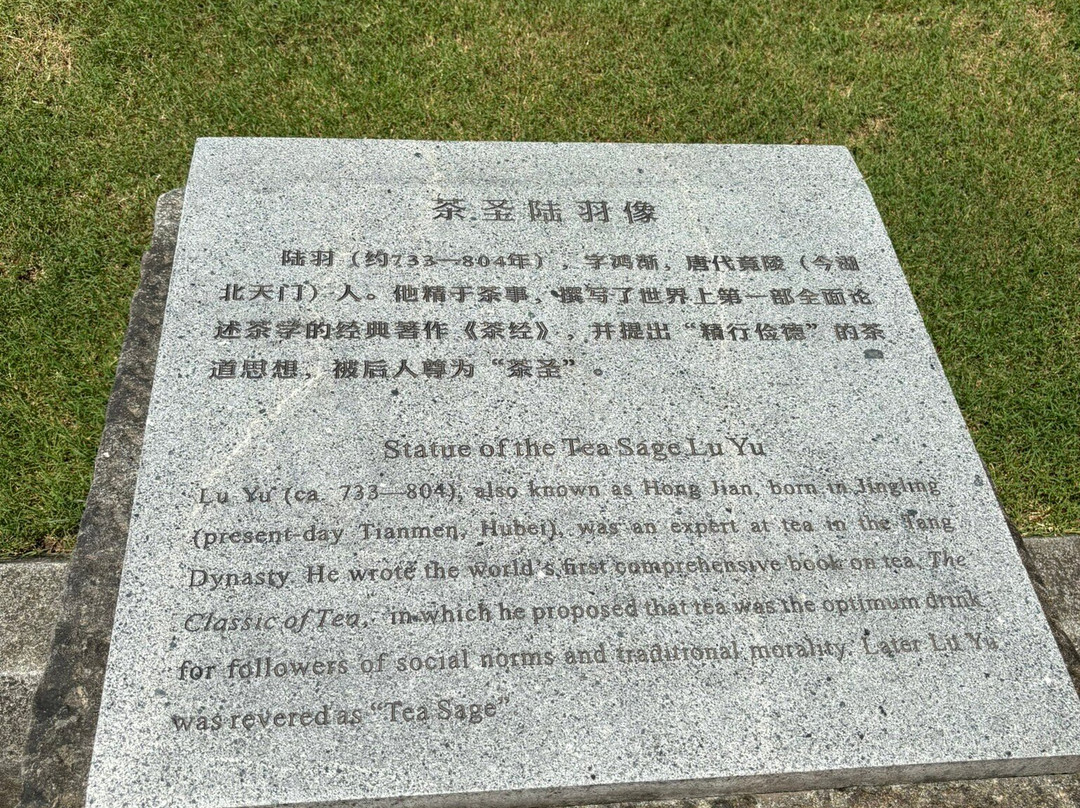 茶圣陆羽像
陆羽（约733—804年），字鸿渐，唐代竟陵（今湖
北天门）人。他精于茶事，撰写了世界上第一部全面论
述茶学的经典著作《茶经》，并提出“精行俭德”的茶
道思想，被后人尊为“茶圣”。
Statue of the Tea Sage Lu Yu
Lu Yu (ca. 733—804), also known as Hong Jian, born in Jingling
(present-day Tianmen, Hubei), was an expert at tea in the Tang
Dynasty. He wrote the world's first comprehensive book on tea, The
Classic of Tea, in which he proposed that tea was the optimum drink
for followers of social norms and traditional morality. Later Lu Yu
was revered as “Tea Sage”